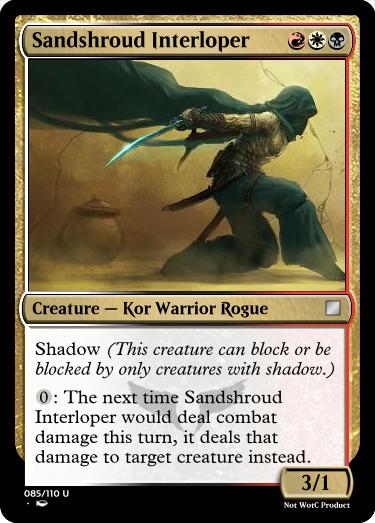 Sandshroud Interloper
Creature — Kor Warrior Rogue
Shadow (This creature can block or be
blocked by only creatures with shadow.)
0: The next time Sandshroud
Interloper would deal combat
damage this turn, it deals that
damage to target creature instead.
3/1
085/110 U
Not WotC Product